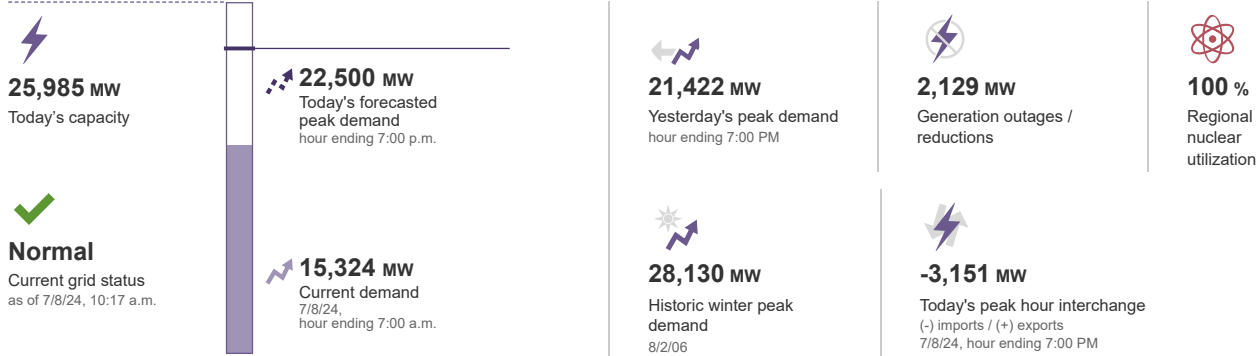 25,985 MW
Today's capacity
Normal
Current grid status
as of 7/8/24, 10:17 a.m.
22,500 MW
Today's forecasted
peak demand
hour ending 7:00 p.m.
15,324 MW
Current demand
7/8/24,
hour ending 7:00 a.m.
21,422 MW
Yesterday's peak demand
hour ending 7:00 PM
2,129 MW
Generation outages /
reductions
100 %
Regional
nuclear
utilization
28,130 MW
Historic winter peak
demand
8/2/06
-3,151 MW
Today's peak hour interchange
(-) imports / (+) exports
7/8/24, hour ending 7:00 PM